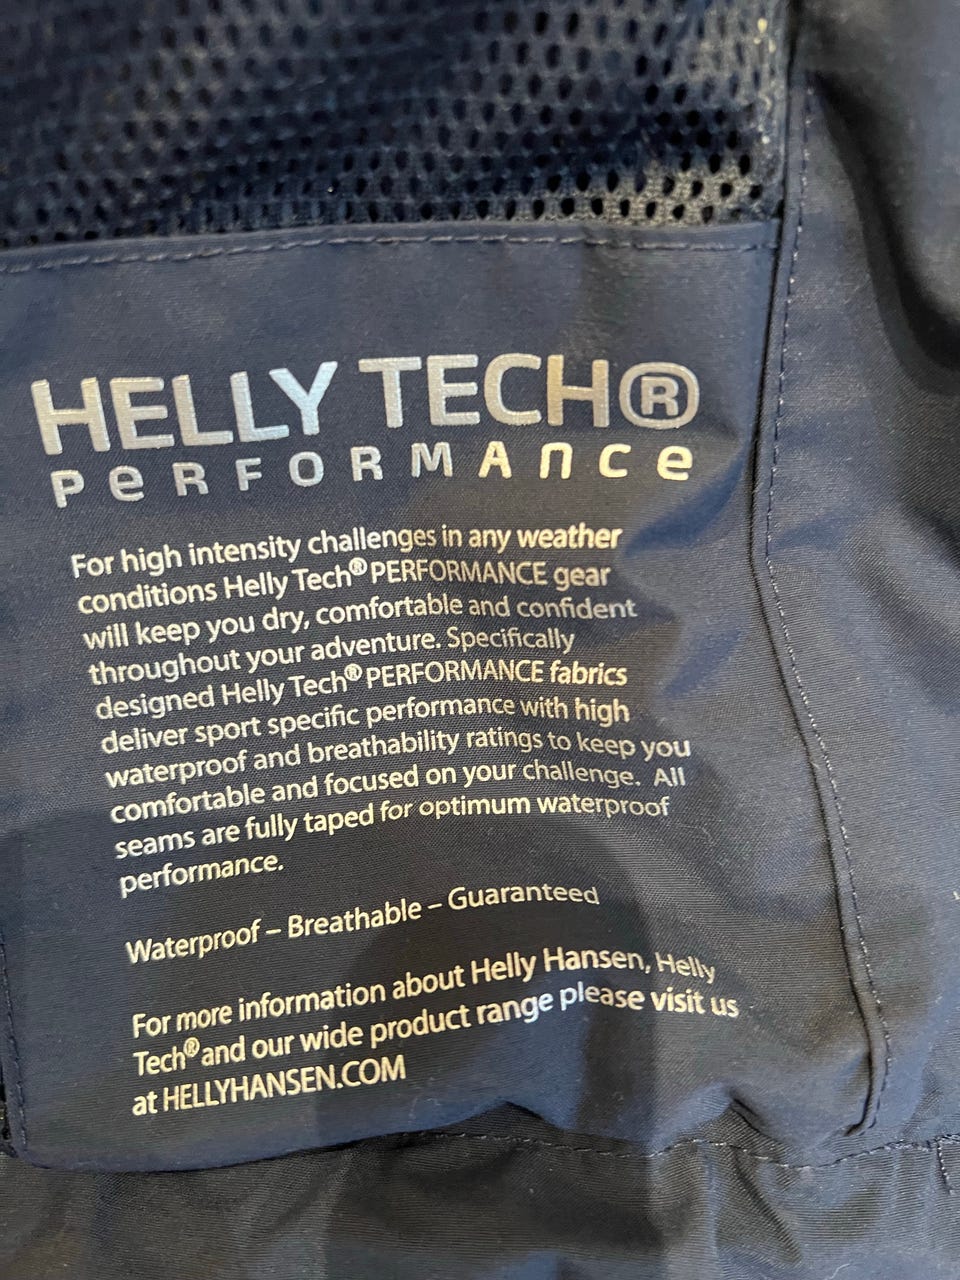 HELLY TECH®
PERFORMANCE
For high intensity challenges in any weather
conditions Helly Tech® PERFORMANCE gear
will keep you dry, comfortable and confident
throughout your adventure. Specifically
designed Helly Tech® PERFORMANCE fabrics
deliver sport specific performance with high
waterproof and breathability ratings to keep you
comfortable and focused on your challenge. All
seams are fully taped for optimum waterproof
performance.
Waterproof – Breathable – Guaranteed
For more information about Helly Hansen, Helly
Tech® and our wide product range please visit us
at HELLYHANSEN.COM